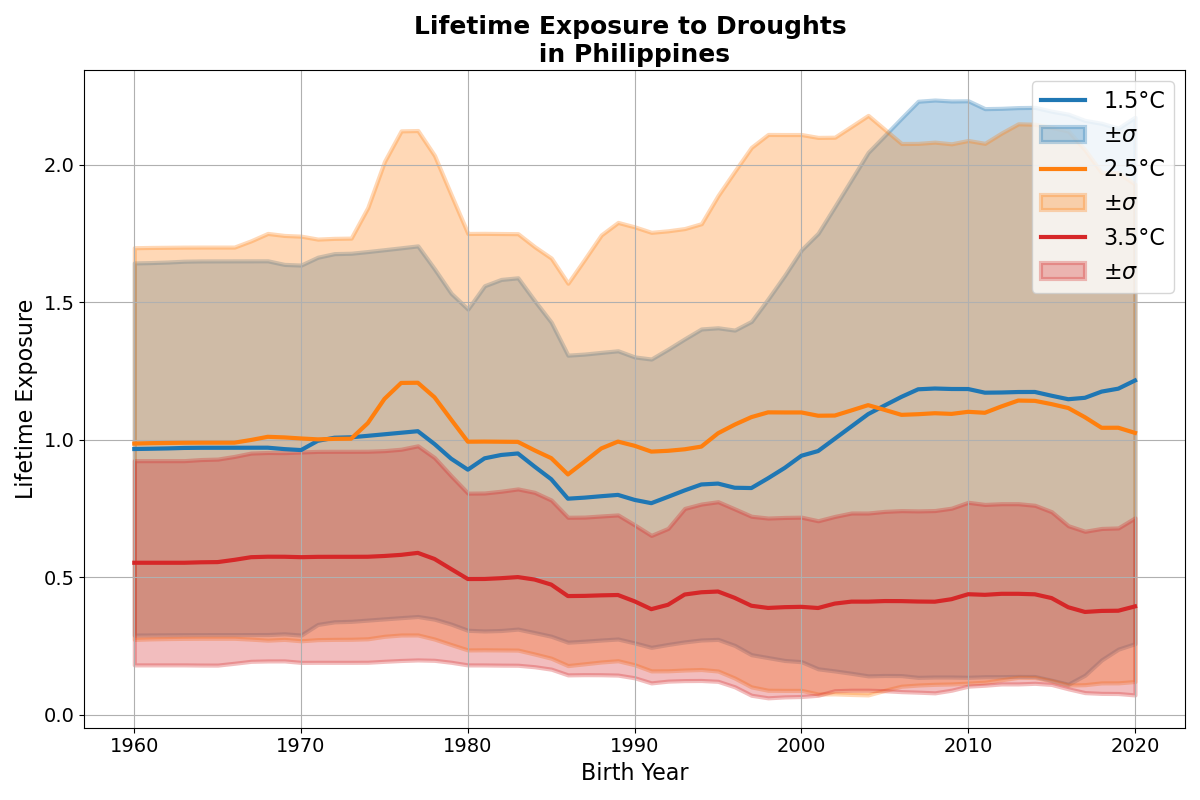 Lifetime Exposure to Droughts
in Philippines
1.5°C
±σ
2.5°C
±σ
3.5°C
±σ
Lifetime Exposure
2.0
1.5
1.0
0.5
0.0
1960 1970 1980 1990 2000 2010 2020
Birth Year